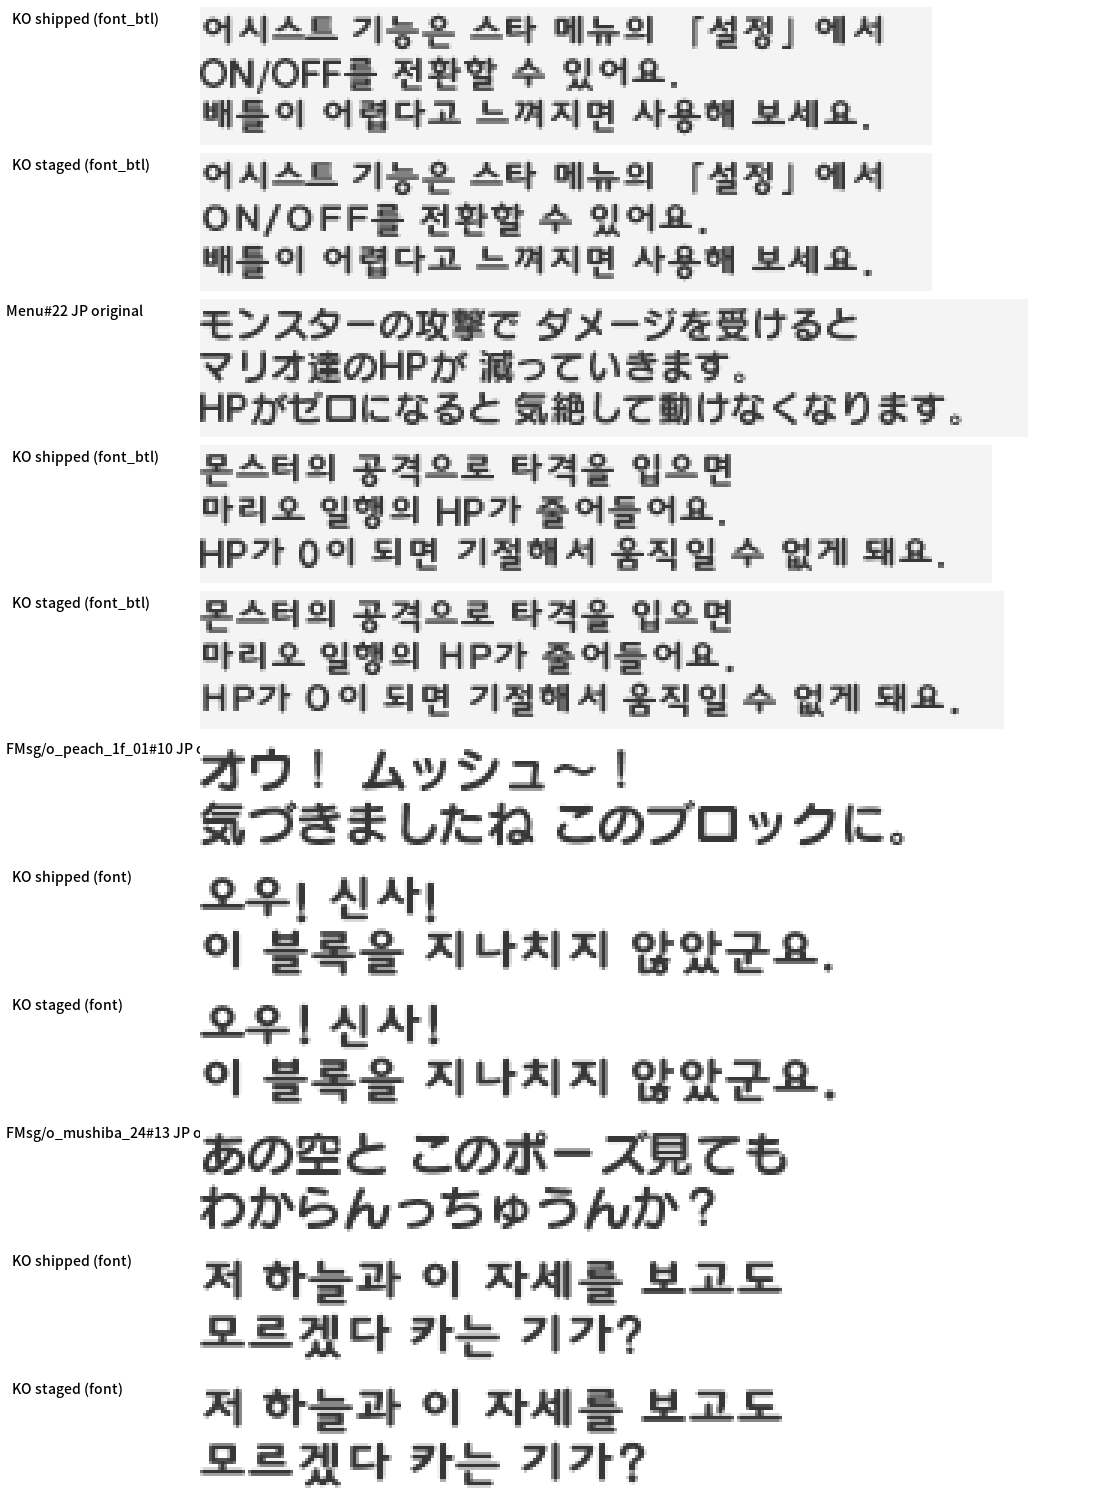 KO shipped (font_btl)
어시스트 기능은 스타 메뉴의 「설정」에서
ON/OFF를 전환할 수 있어요.
배틀이 어렵다고 느껴지면 사용해 보세요.
KO staged (font_btl)
어시스트 기능은 스타 메뉴의 「설정」에서
ON/OFF를 전환할 수 있어요.
배틀이 어렵다고 느껴지면 사용해 보세요.
Menu#22 JP original
モンスターの攻撃で ダメージを受けると
マリオ達のHPが 減っていきます。
HPがゼロになると 気絶して動けなくなります。
KO shipped (font_btl)
몬스터의 공격으로 타격을 입으면
마리오 일행의 HP가 줄어들어요.
HP가 0이 되면 기절해서 움직일 수 없게 돼요.
KO staged (font_btl)
몬스터의 공격으로 타격을 입으면
마리오 일행의 HP가 줄어들어요.
HP가 0이 되면 기절해서 움직일 수 없게 돼요.
FMsg/o_peach_1f_01#10 JP o
オウ! ムッシュ～!
気づきましたね このブロックに。
KO shipped (font)
오우! 신사!
이 블록을 지나치지 않았군요.
KO staged (font)
오우! 신사!
이 블록을 지나치지 않았군요.
FMsg/o_mushiba_24#13 JP o
あの空と このポーズ見ても
わからんっちゅうんか?
KO shipped (font)
저 하늘과 이 자세를 보고도
모르겠다 카는 기가?
KO staged (font)
저 하늘과 이 자세를 보고도
모르겠다 카는 기가?